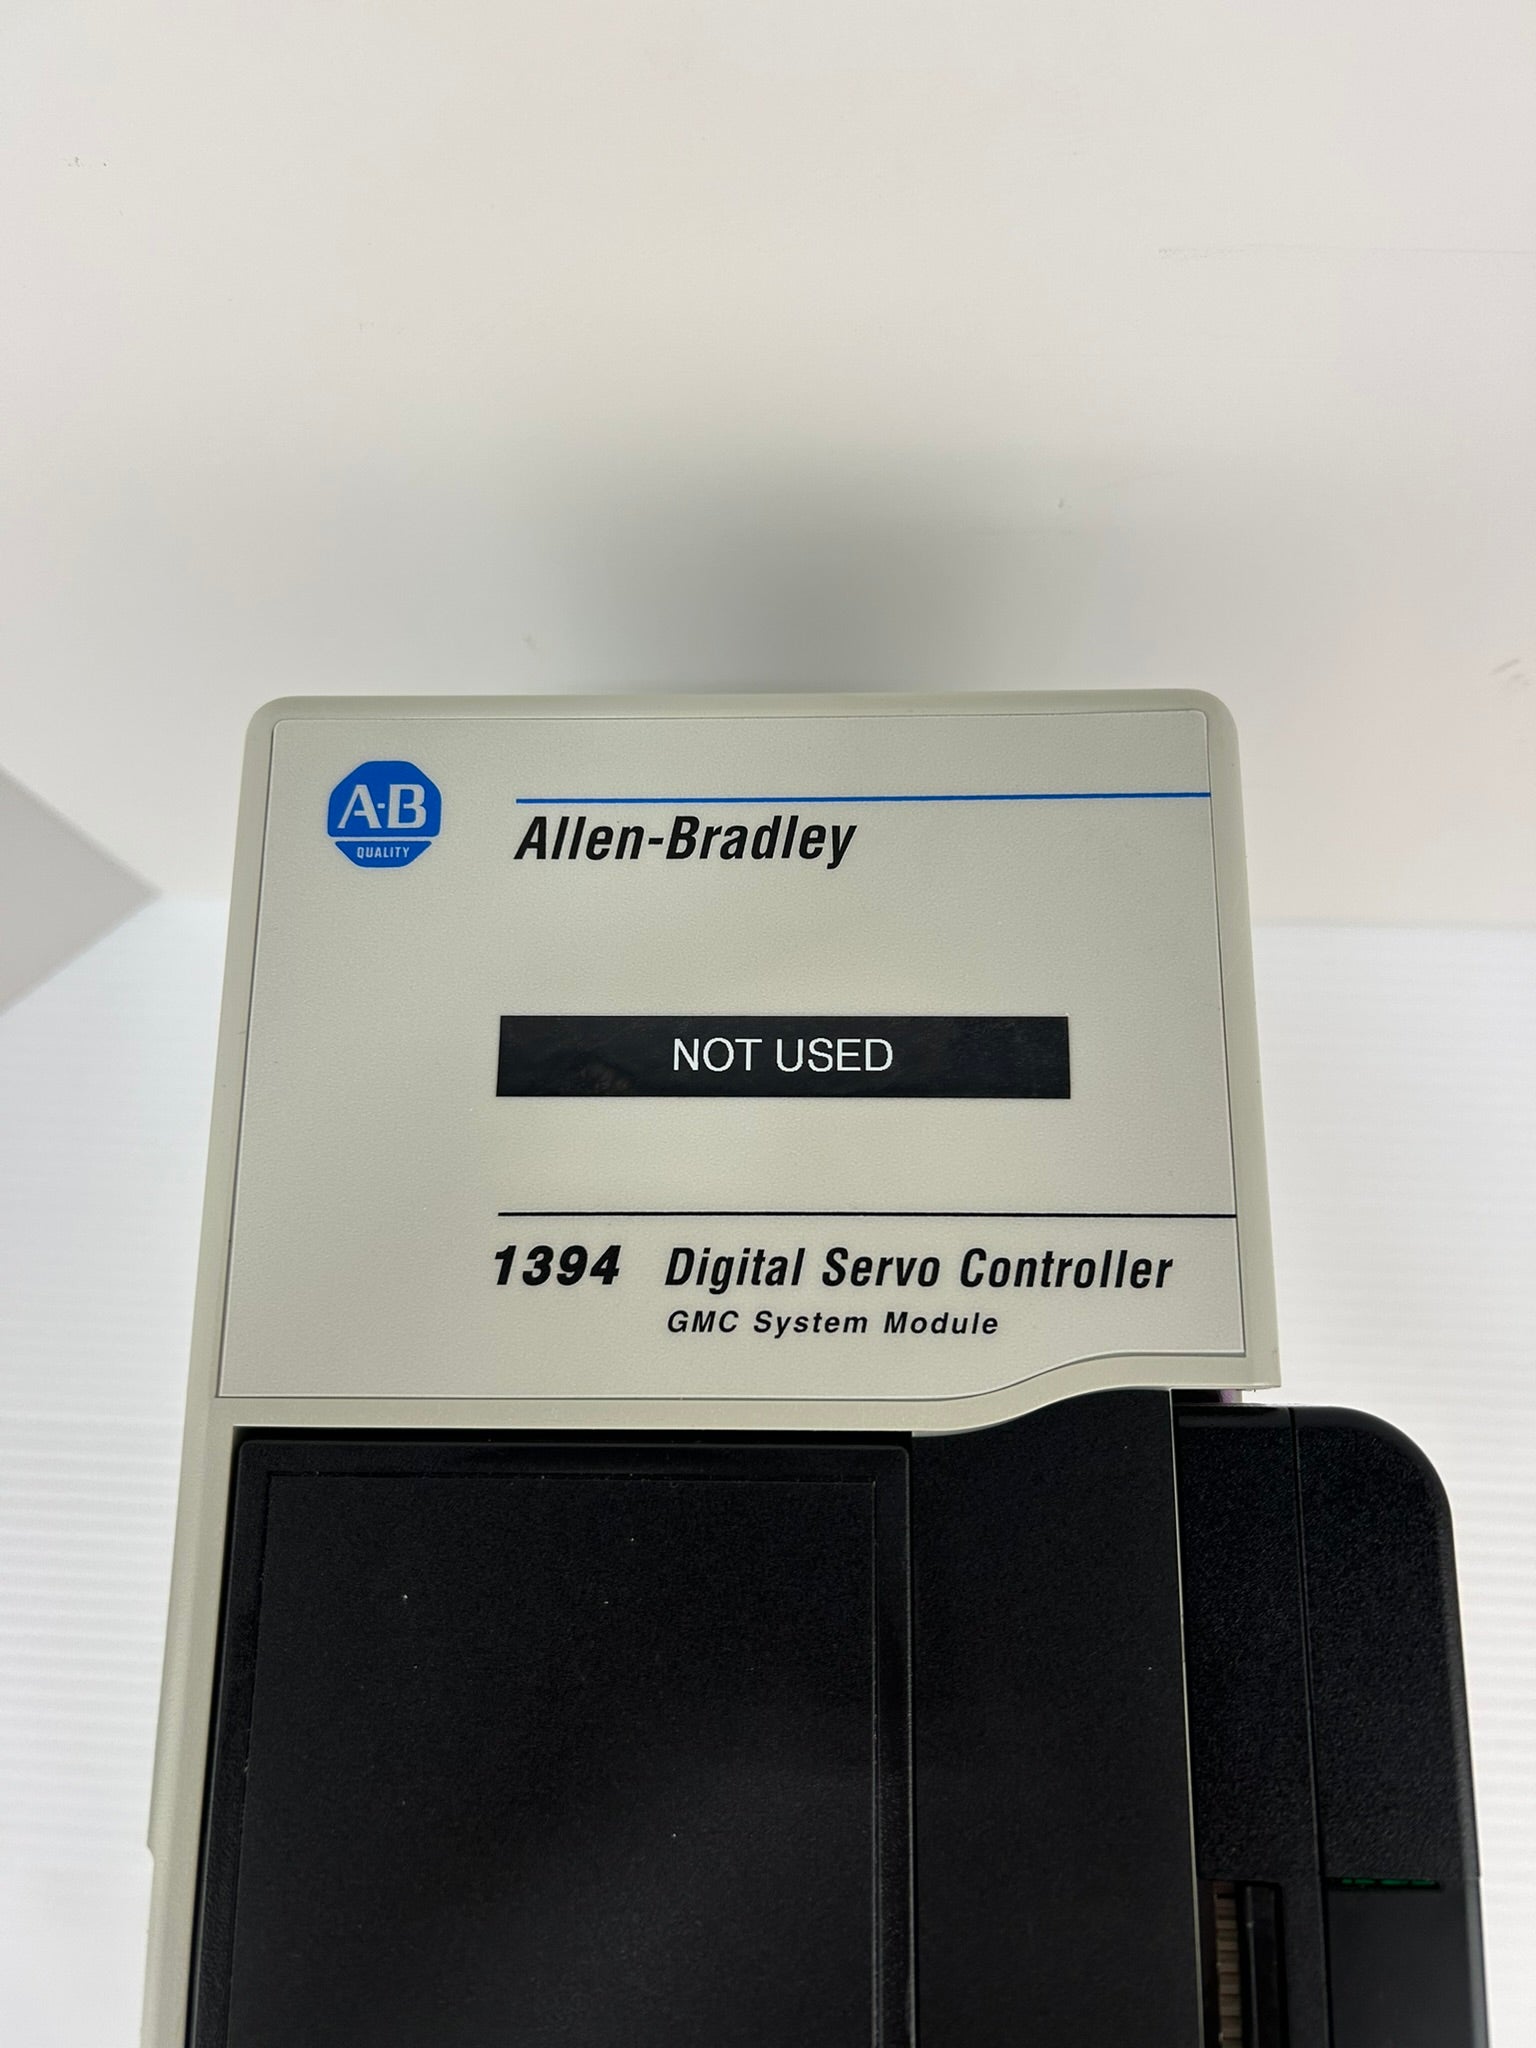 A-B
QUALITY
Allen-Bradley
NOT USED
1394 Digital Servo Controller
GMC System Module